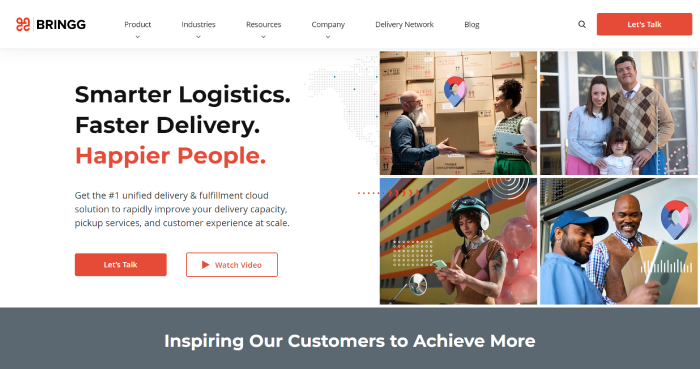 BRINGG
Product
Industries
Resources
Company
Delivery Network
Blog
Let's Talk
Smarter Logistics.
Faster Delivery.
Happier People.
Get the #1 unified delivery & fulfillment cloud
solution to rapidly improve your delivery capacity,
pickup services, and customer experience at scale.
Let's Talk
Watch Video
Inspiring Our Customers to Achieve More